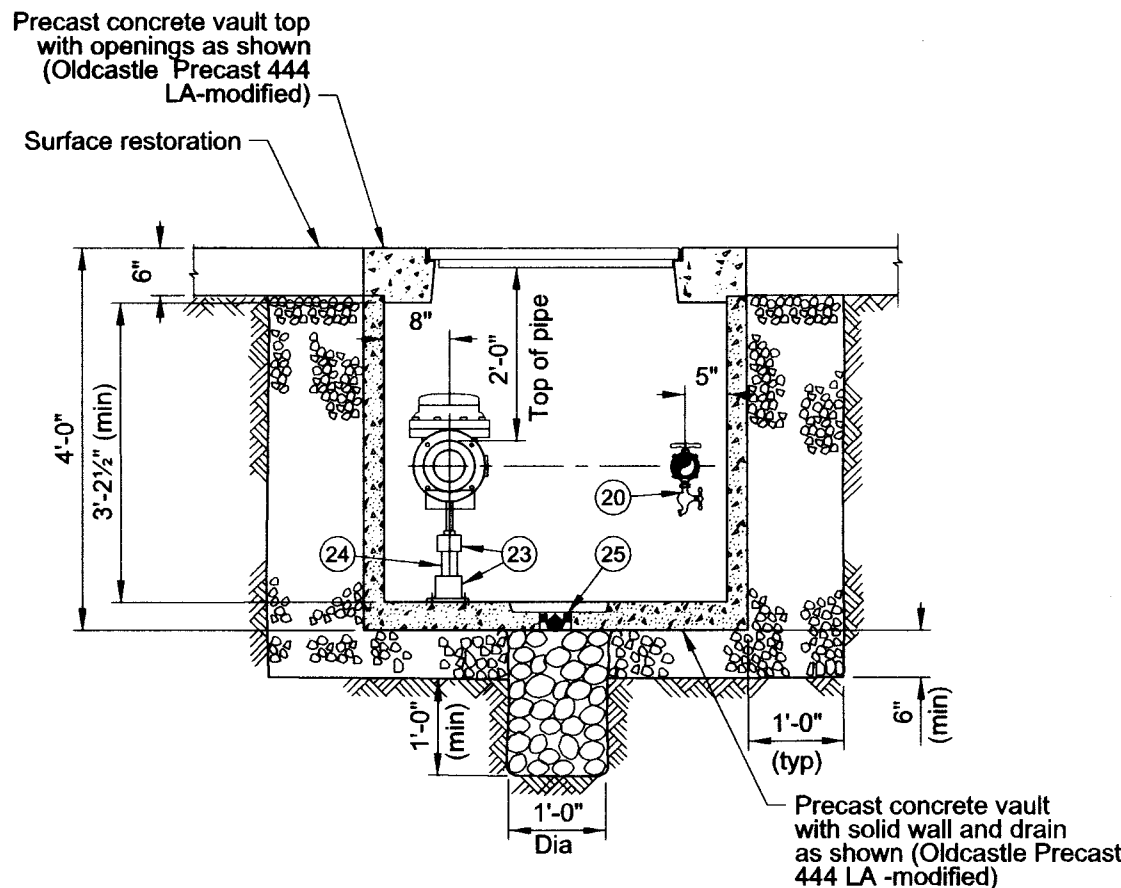 Precast concrete vault top
with openings as shown
(Oldcastle Precast 444
LA-modified)
Surface restoration
6"
4'-0"
3'-2½" (min)
8"
2'-0"
Top of pipe
5"
20
24
23
25
1'-0"
(min)
1'-0"
Dia
1'-0"
(typ)
6"
(min)
Precast concrete vault
with solid wall and drain
as shown (Oldcastle Precast
444 LA -modified)